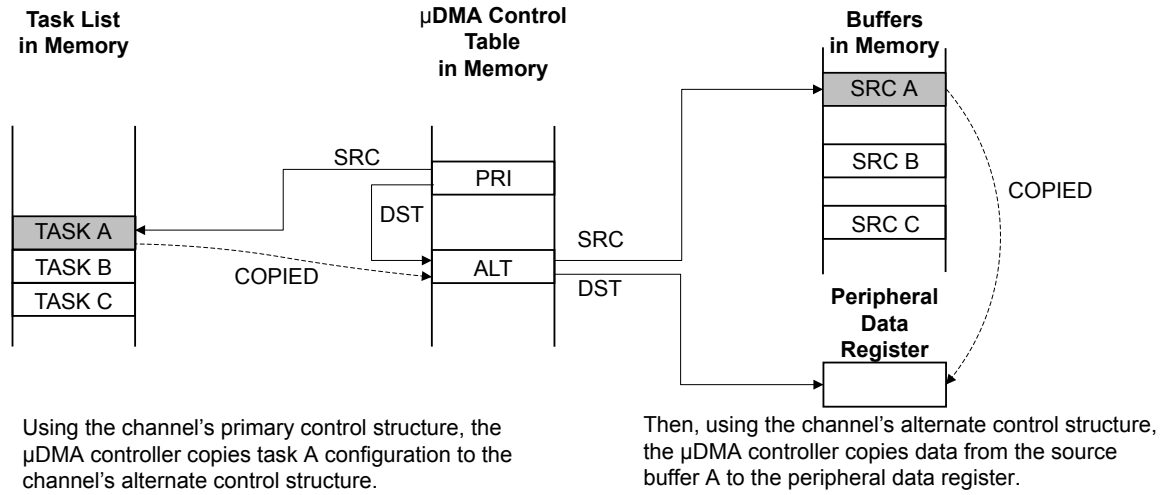 Task List
in Memory
µDMA Control
Table
in Memory
Buffers
in Memory
SRC A
SRC
PRI
SRC B
COPIED
DST
SRC C
TASK A
SRC
TASK B
COPIED
ALT
DST
TASK C
Peripheral
Data
Register
Using the channel’s primary control structure, the
µDMA controller copies task A configuration to the
channel’s alternate control structure.
Then, using the channel’s alternate control structure,
the µDMA controller copies data from the source
buffer A to the peripheral data register.